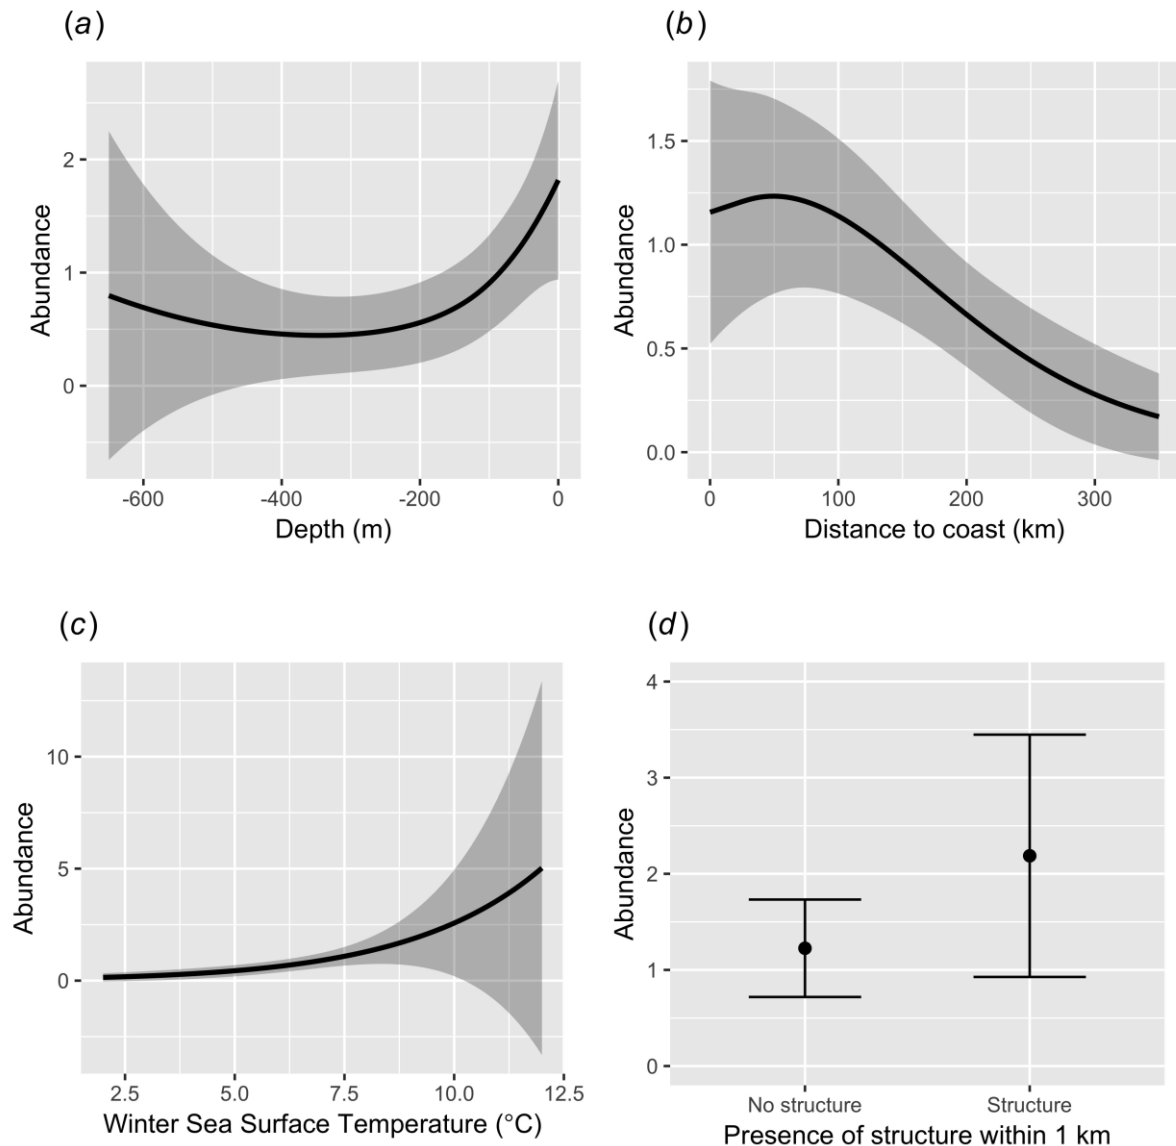 (a)
Abundance
2
1
0
-600 -400 -200 0
Depth (m)
(b)
Abundance
1.5
1.0
0.5
0.0
0 100 200 300
Distance to coast (km)
(c)
Abundance
10
5
0
2.5 5.0 7.5 10.0 12.5
Winter Sea Surface Temperature (°C)
(d)
Abundance
4
3
2
1
0
No structure Structure
Presence of structure within 1 km